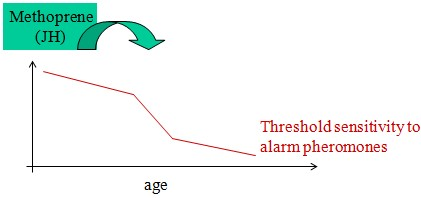 Methoprene
(JH)
Threshold sensitivity to
alarm pheromones
age